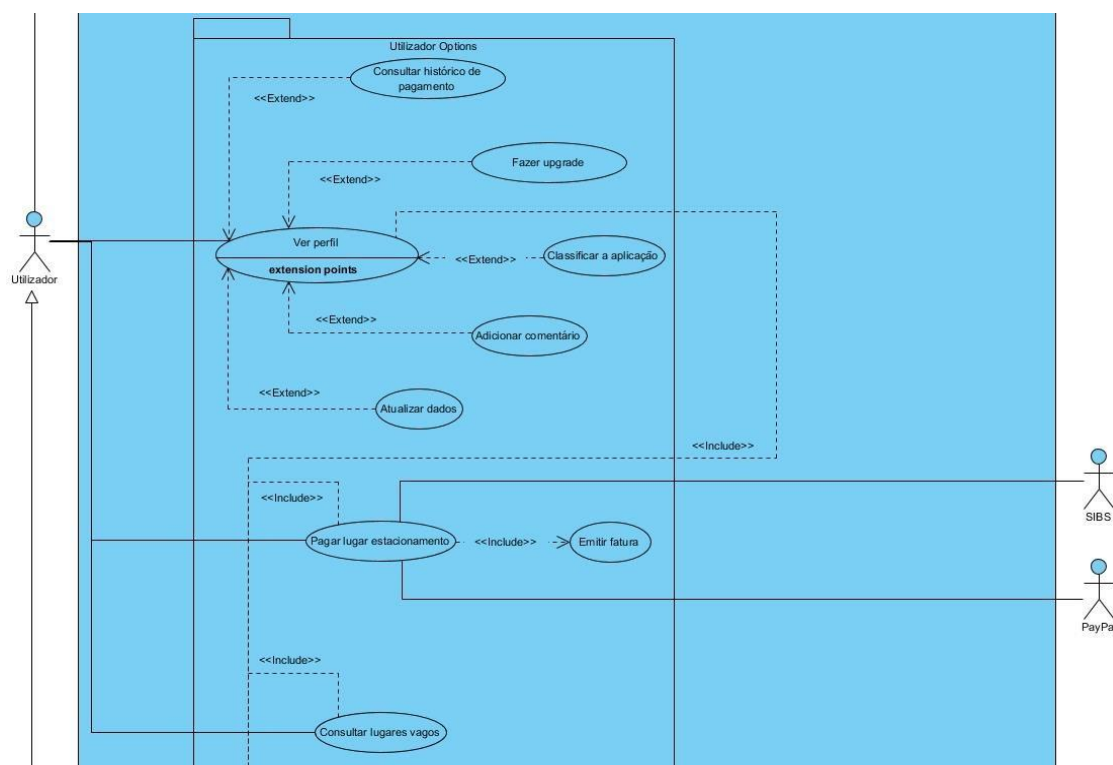 Utilizador Options
Consultar histórico de
pagamento
<<Extend>>
Fazer upgrade
<<Extend>>
Ver perfil
Classificar a aplicação
<<Extend>>
extension points
Utilizador
Adicionar comentário
<<Extend>>
<<Extend>>
Atualizar dados
<<Include>>
<<Include>>
SIBS
Pagar lugar estacionamento
<<Include>>
Emitir fatura
PayPa
<<Include>>
Consultar lugares vagos